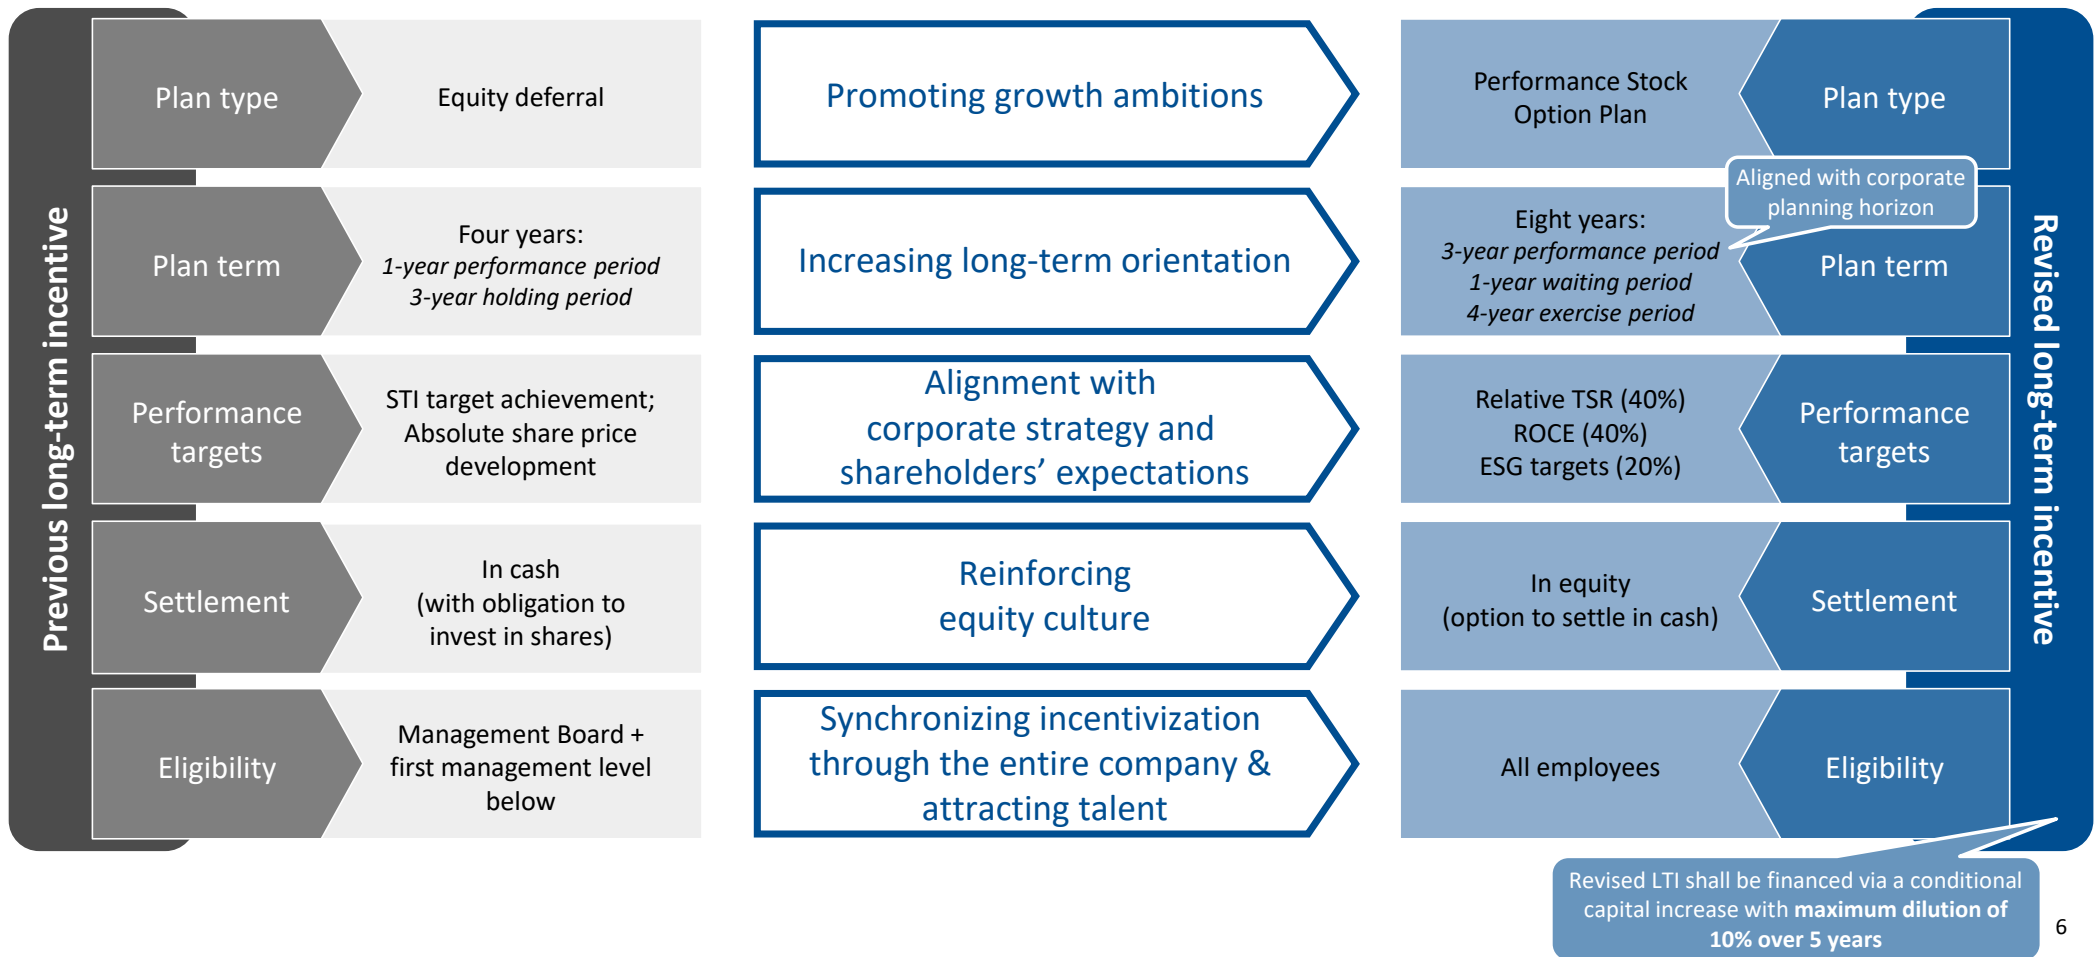 Previous long-term incentive
Plan type
Equity deferral
Promoting growth ambitions
Performance Stock
Option Plan
Plan type
Plan term
Four years:
1-year performance period
3-year holding period
Increasing long-term orientation
Eight years:
3-year performance period
1-year waiting period
4-year exercise period
Aligned with corporate
planning horizon
Plan term
Performance
targets
STI target achievement;
Absolute share price
development
Alignment with
corporate strategy and
shareholders’ expectations
Relative TSR (40%)
ROCE (40%)
ESG targets (20%)
Performance
targets
Settlement
In cash
(with obligation to
invest in shares)
Reinforcing
equity culture
In equity
(option to settle in cash)
Settlement
Eligibility
Management Board +
first management level
below
Synchronizing incentivization
through the entire company &
attracting talent
All employees
Eligibility
Revised long-term incentive
Revised LTI shall be financed via a conditional
capital increase with maximum dilution of
10% over 5 years
6